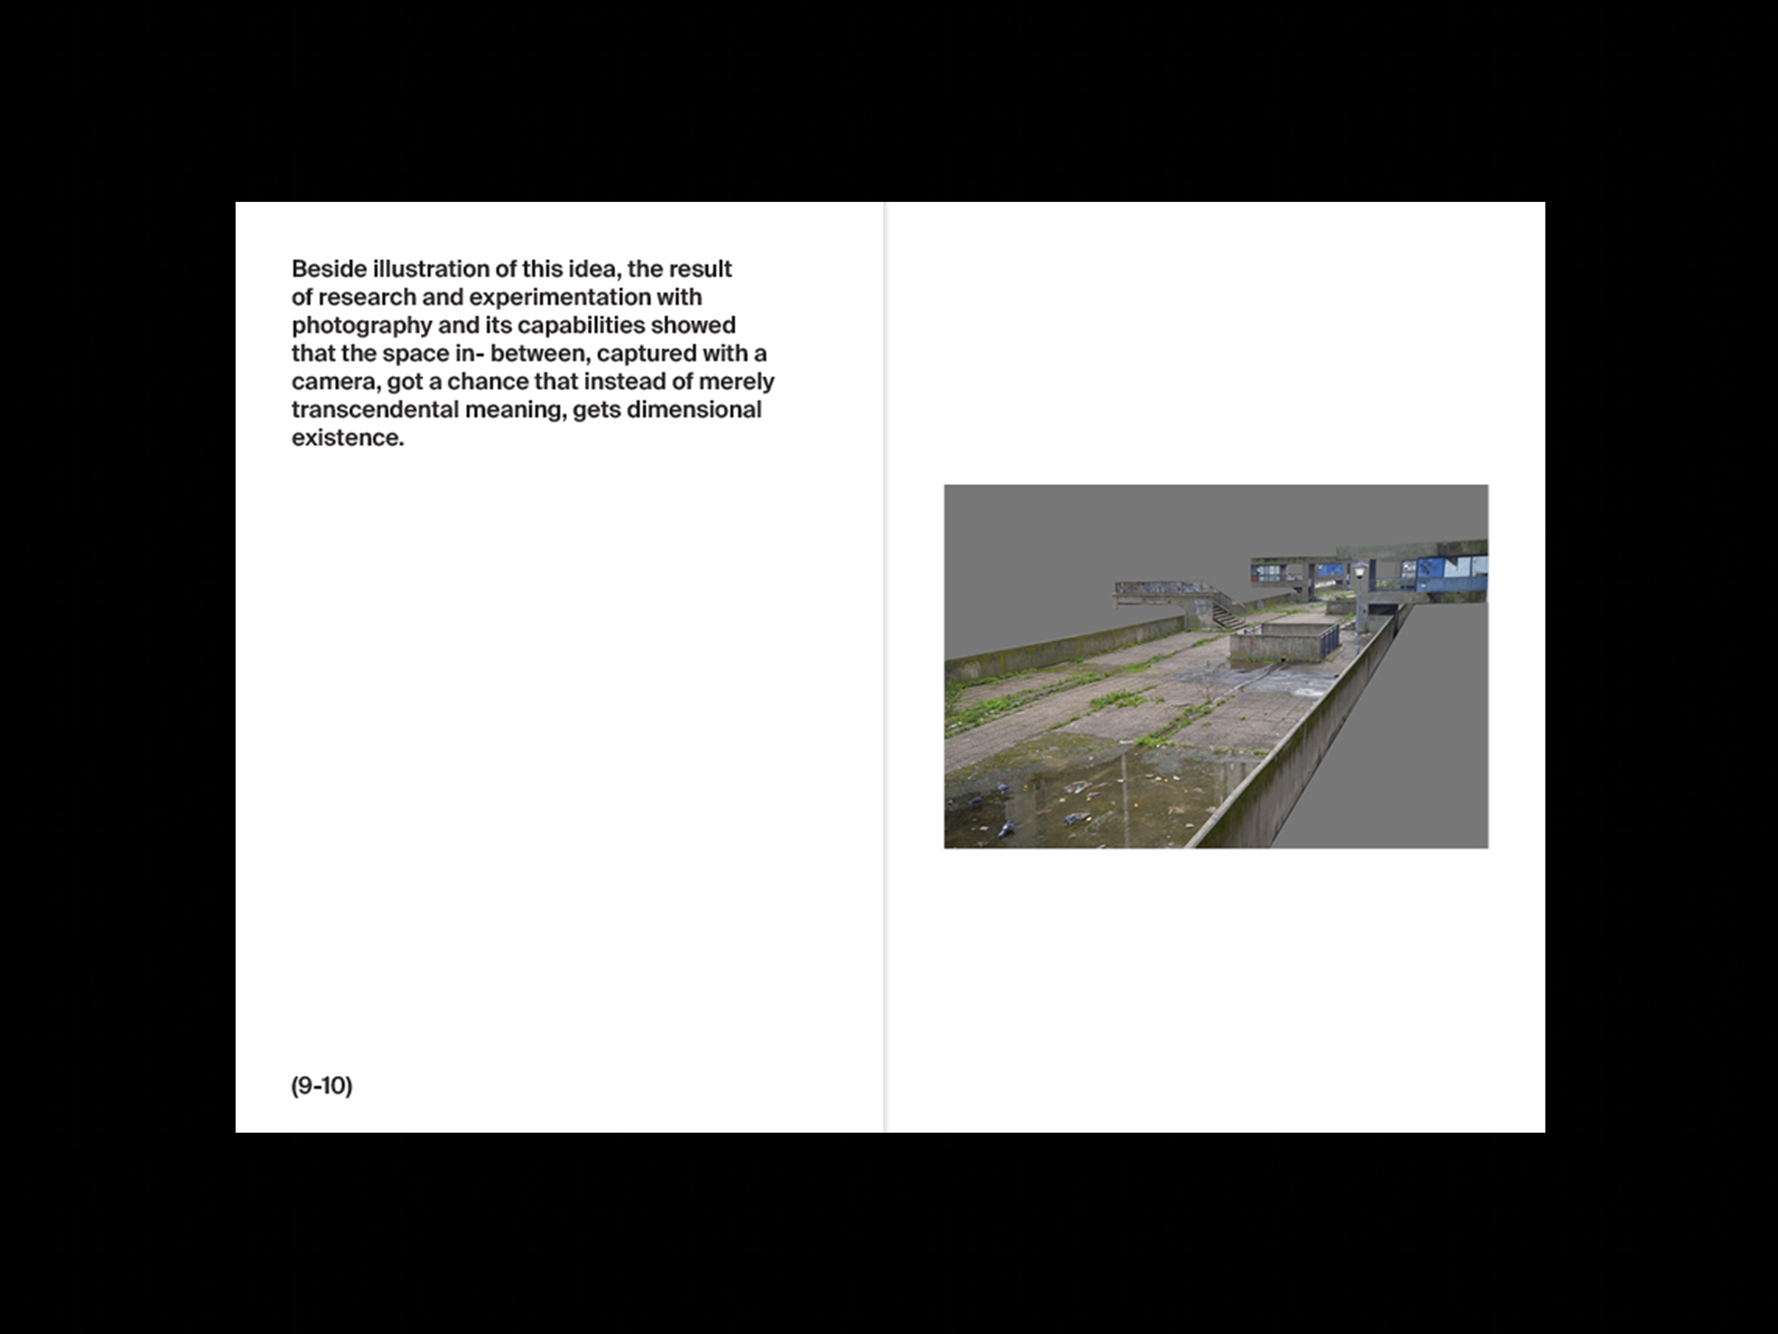 Beside illustration of this idea, the result
of research and experimentation with
photography and its capabilities showed
that the space in- between, captured with a
camera, got a chance that instead of merely
transcendental meaning, gets dimensional
existence.
(9-10)